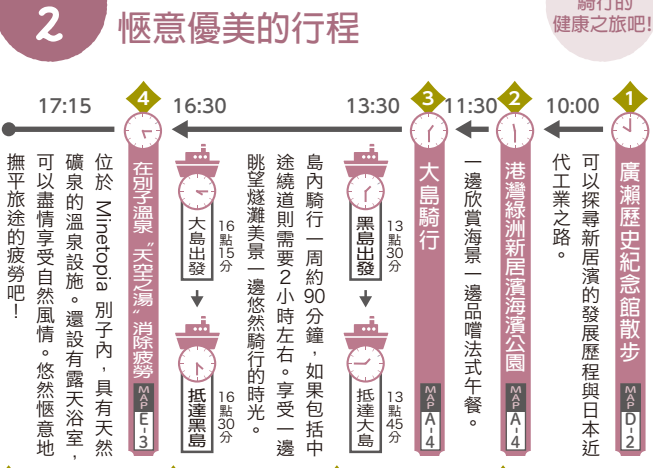 騎行的
健康之旅吧!
2 愜意優美的行程
1
10:00
廣瀨歷史紀念館散步 MAP D-2
可以探尋新居濱的發展歷程與日本近
代工業之路。
2
11:30
港灣綠洲新居濱海濱公園 MAP A-4
一邊欣賞海景一邊品嚐法式午餐。
3
13:30
大島騎行 MAP A-4
13點30分
黑島出發
13點45分
抵達大島
島內騎行一周約90分鐘,如果包括中
途繞道則需要2小時左右。享受一邊
眺望燧灘美景一邊悠然騎行的時光。
16點15分
大島出發
16點30分
抵達黑島
16:30
4
17:15
在別子溫泉"天空之湯"消除疲勞 MAP E-3
位於 Minetopia 別子內,具有天然
礦泉的溫泉設施。還設有露天浴室,
可以盡情享受自然風情。悠然愜意地
撫平旅途的疲勞吧!